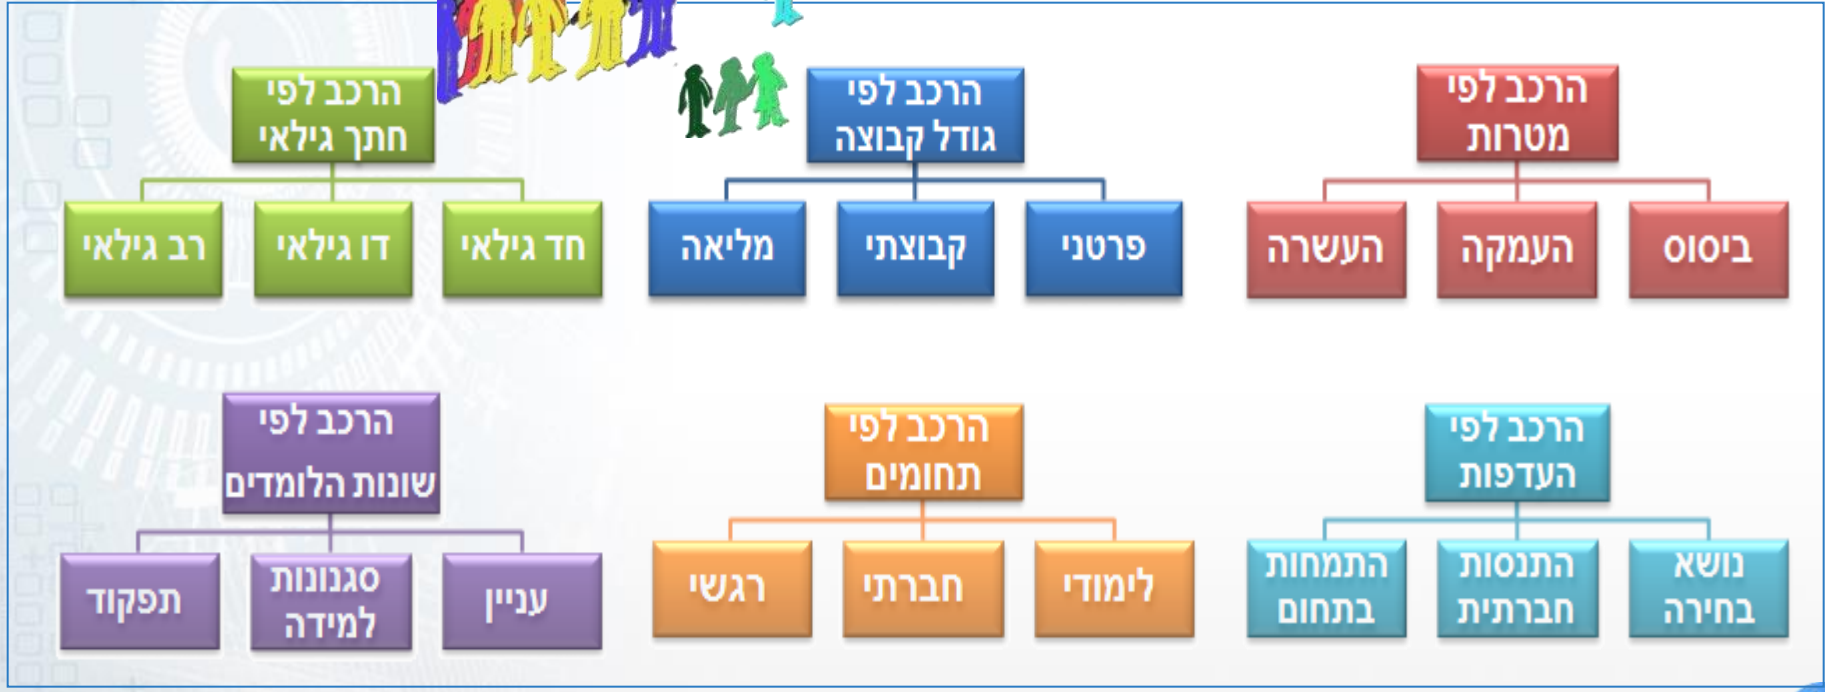 הרכב לפי
מטרות
ביסוס
העמקה
העשרה
הרכב לפי
גודל קבוצה
פרטני
קבוצתי
מליאה
הרכב לפי
חתך גילאי
חד גילאי
דו גילאי
רב גילאי
הרכב לפי
העדפות
נושא
בחירה
התנסות
חברתית
התמחות
בתחום
הרכב לפי
תחומים
לימודי
חברתי
רגשי
הרכב לפי
שונות הלומדים
עניין
סגנונות
למידה
תפקוד